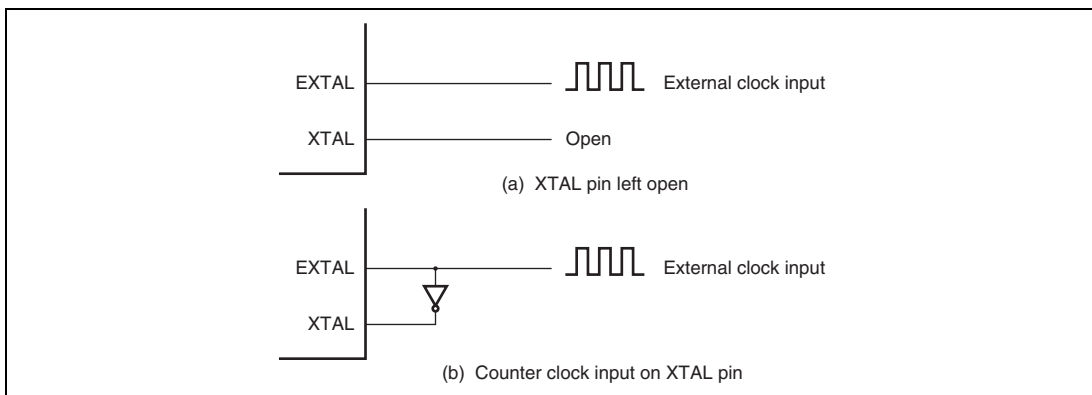 EXTAL
External clock input
XTAL
Open
(a) XTAL pin left open
EXTAL
External clock input
XTAL
(b) Counter clock input on XTAL pin